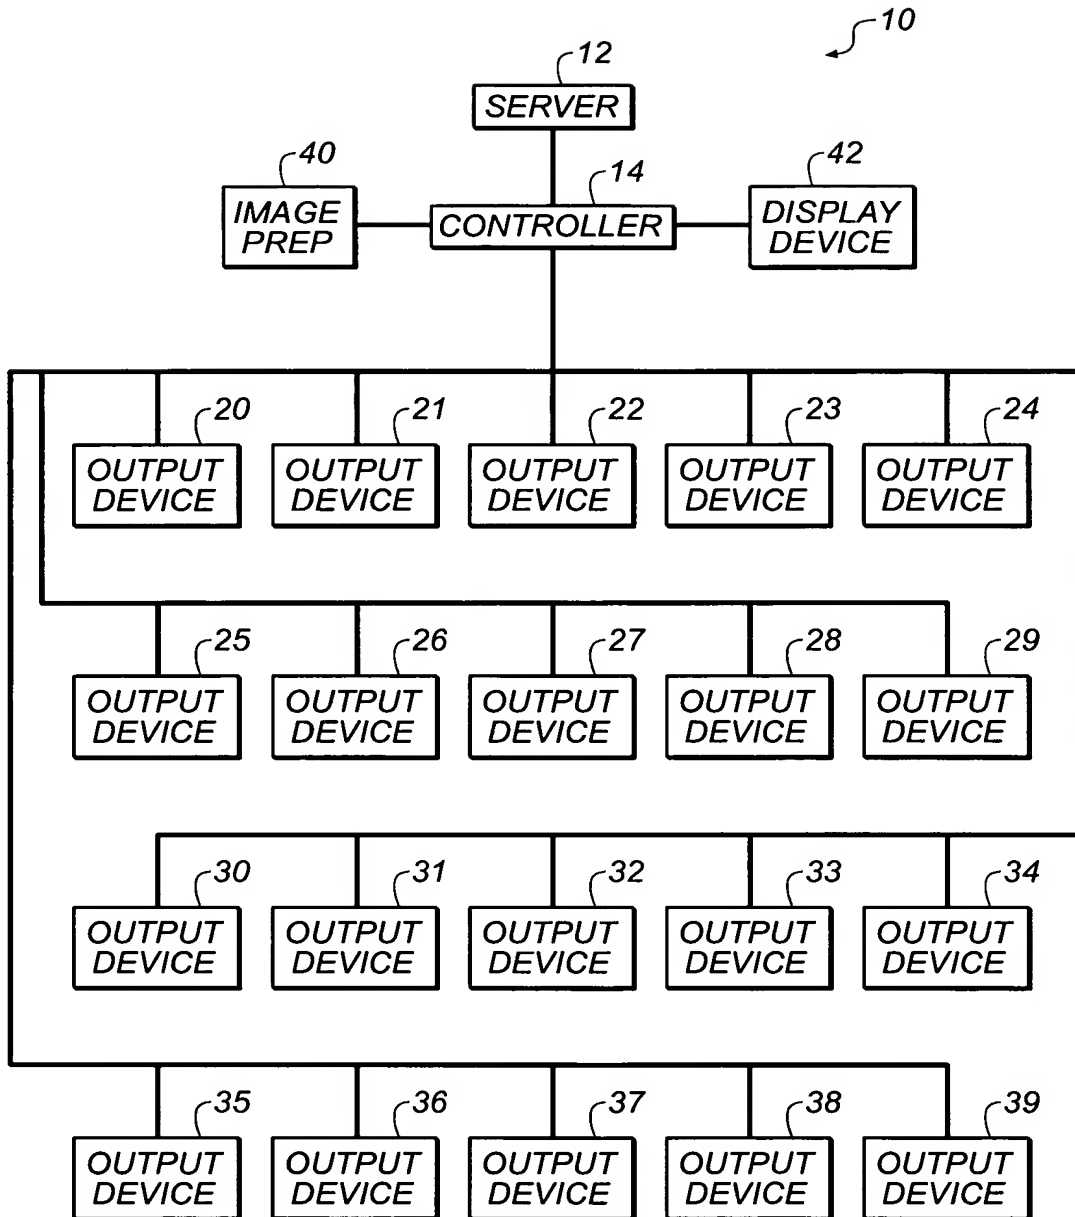 10
12
SERVER
40
14
42
IMAGE
PREP
CONTROLLER
DISPLAY
DEVICE
20
21
22
23
24
OUTPUT
DEVICE
OUTPUT
DEVICE
OUTPUT
DEVICE
OUTPUT
DEVICE
OUTPUT
DEVICE
25
26
27
28
29
OUTPUT
DEVICE
OUTPUT
DEVICE
OUTPUT
DEVICE
OUTPUT
DEVICE
OUTPUT
DEVICE
30
31
32
33
34
OUTPUT
DEVICE
OUTPUT
DEVICE
OUTPUT
DEVICE
OUTPUT
DEVICE
OUTPUT
DEVICE
35
36
37
38
39
OUTPUT
DEVICE
OUTPUT
DEVICE
OUTPUT
DEVICE
OUTPUT
DEVICE
OUTPUT
DEVICE